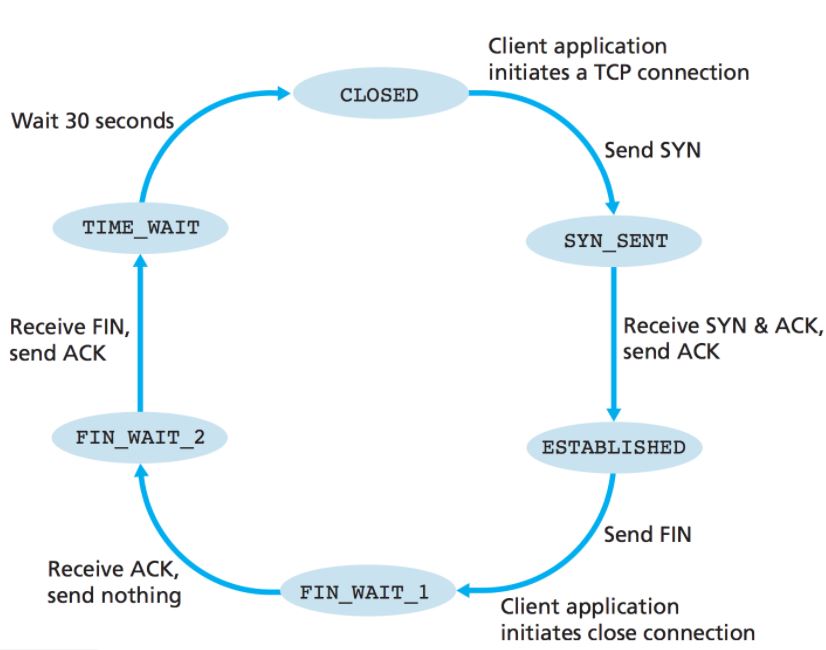 Client application
initiates a TCP connection
CLOSED
Wait 30 seconds
Send SYN
TIME_WAIT
SYN_SENT
Receive FIN,
send ACK
Receive SYN & ACK,
send ACK
FIN_WAIT_2
ESTABLISHED
Send FIN
Receive ACK,
send nothing
FIN_WAIT_1
Client application
initiates close connection